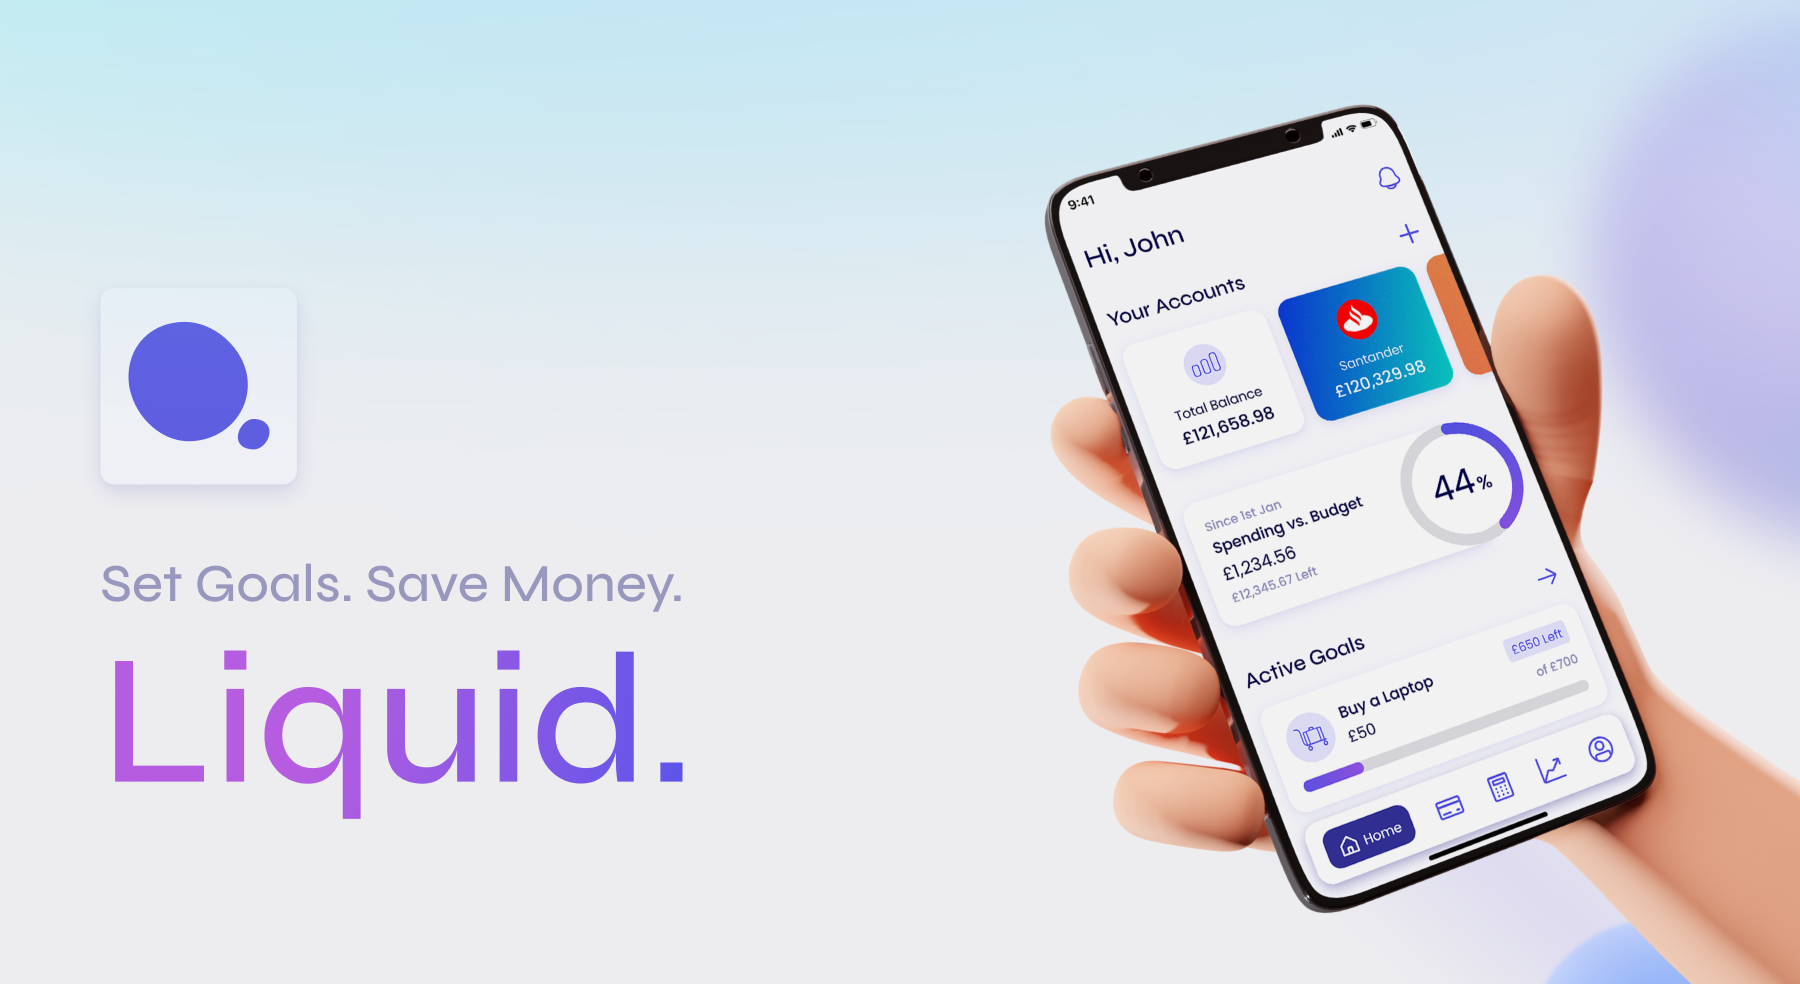 Set Goals. Save Money.
Liquid.
9:41
Hi, John
Your Accounts
Total Balance
£121,658.98
Santander
£120,329.98
Since 1st Jan
Spending vs. Budget
£1,234.56
£12,345.67 Left
44%
Active Goals
Buy a Laptop
£50
£650 Left
of £700
Home